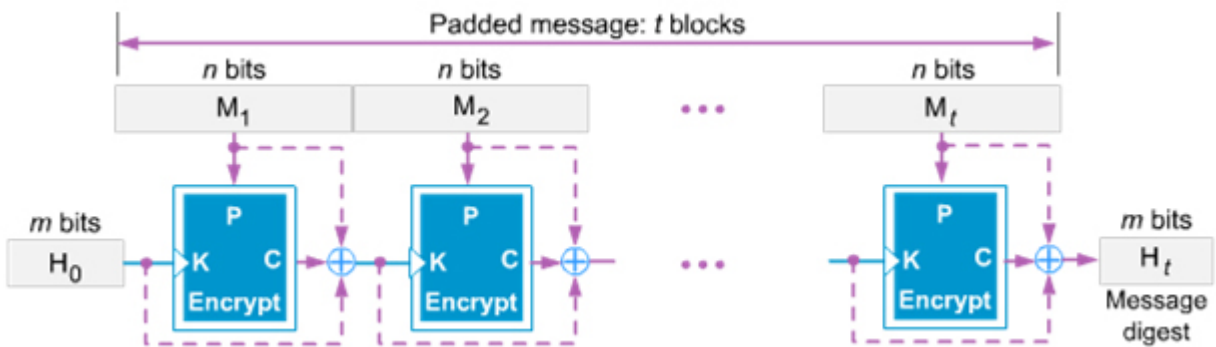 Padded message: t blocks
n bits n bits n bits
M1 M2 ••• Mt
m bits P P P m bits
H0 K C K C ••• K C Ht
Encrypt Encrypt Encrypt Message
digest